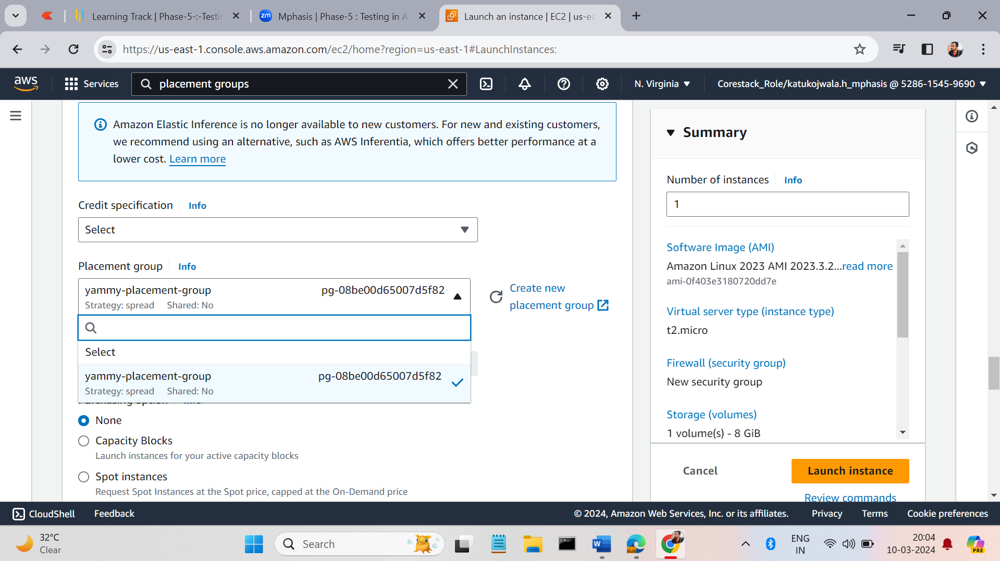 Learning Track | Phase-5-:-Testin
zm
Mphasis | Phase-5 : Testing in A
Launch an instance | EC2 | us-ea
https://us-east-1.console.aws.amazon.com/ec2/home?region=us-east-1#LaunchInstances:
aws
Services
placement groups
N. Virginia
Corestack_Role/katukojwala.h_mphasis @ 5286-1545-9690
Amazon Elastic Inference is no longer available to new customers. For new and existing customers,
we recommend using an alternative, such as AWS Inferentia, which offers better performance at a
lower cost. Learn more
Credit specification
Info
Select
Placement group
Info
yammy-placement-group
pg-08be00d65007d5f82
Strategy: spread
Shared: No
Create new
placement group
Select
yammy-placement-group
pg-08be00d65007d5f82
Strategy: spread
Shared: No
Purchasing option
Info
None
Capacity Blocks
Launch instances for your active capacity blocks
Spot instances
Request Spot Instances at the Spot price, capped at the On-Demand price
Summary
Number of instances
Info
1
Software Image (AMI)
Amazon Linux 2023 AMI 2023.3.2...read more
ami-0f403e3180720dd7e
Virtual server type (instance type)
t2.micro
Firewall (security group)
New security group
Storage (volumes)
1 volume(s) - 8 GiB
Cancel
Launch instance
Review commands
CloudShell
Feedback
© 2024, Amazon Web Services, Inc. or its affiliates.
Privacy
Terms
Cookie preferences
32°C
Clear
Search
W
ENG
IN
20:04
10-03-2024
PRE